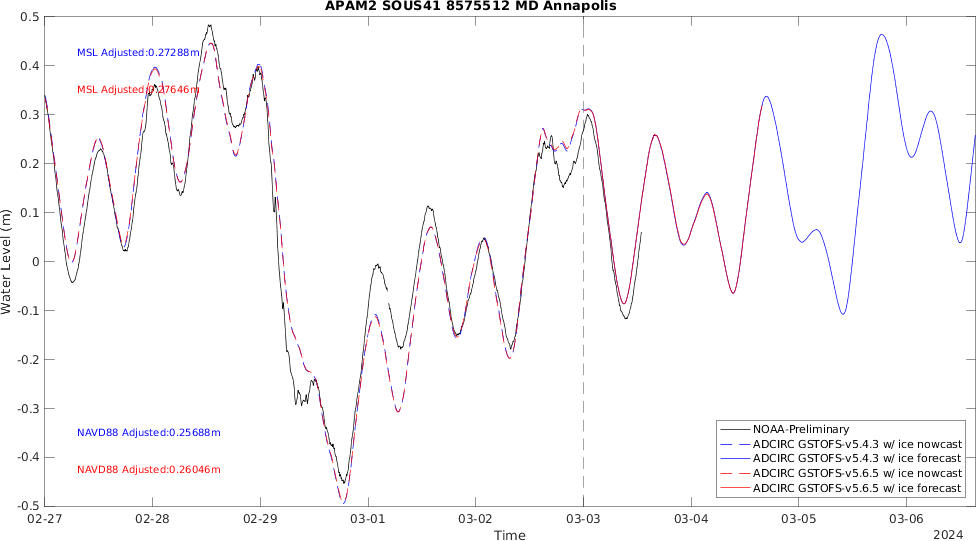 APAM2 SOUS41 8575512 MD Annapolis
0.5
0.4
0.3
0.2
0.1
0
-0.1
-0.2
-0.3
-0.4
-0.5
Water Level (m)
MSL Adjusted:0.27288m
MSL Adjusted:0.27646m
NAVD88 Adjusted:0.25688m
NAVD88 Adjusted:0.26046m
NOAA-Preliminary
ADCIRC GSTOFS-v5.4.3 w/ ice nowcast
ADCIRC GSTOFS-v5.4.3 w/ ice forecast
ADCIRC GSTOFS-v5.6.5 w/ ice nowcast
ADCIRC GSTOFS-v5.6.5 w/ ice forecast
02-27 02-28 02-29 03-01 03-02 03-03 03-04 03-05 03-06
Time
2024